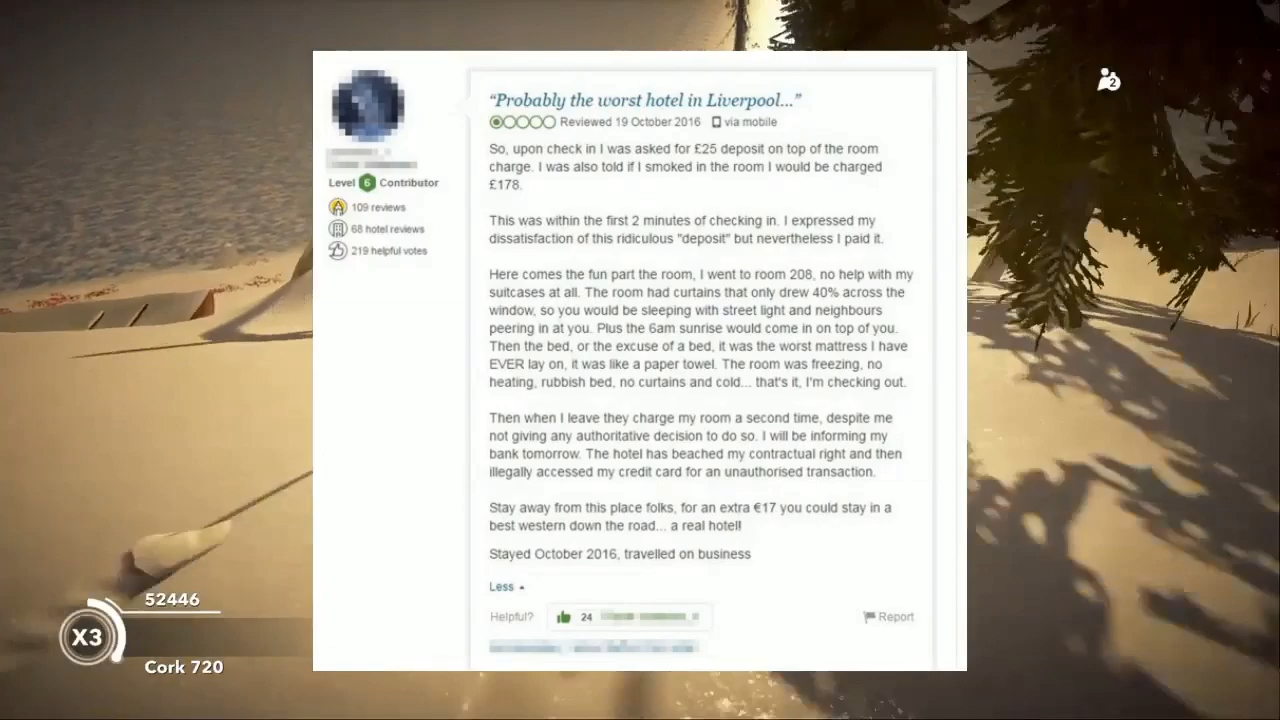 2
“Probably the worst hotel in Liverpool...”
Reviewed 19 October 2016 via mobile
Level 6 Contributor
109 reviews
68 hotel reviews
219 helpful votes
So, upon check in I was asked for £25 deposit on top of the room
charge. I was also told if I smoked in the room I would be charged
£178.
This was within the first 2 minutes of checking in. I expressed my
dissatisfaction of this ridiculous "deposit" but nevertheless I paid it.
Here comes the fun part the room, I went to room 208, no help with my
suitcases at all. The room had curtains that only drew 40% across the
window, so you would be sleeping with street light and neighbours
peering in at you. Plus the 6am sunrise would come in on top of you.
Then the bed, or the excuse of a bed, it was the worst mattress I have
EVER lay on, it was like a paper towel. The room was freezing, no
heating, rubbish bed, no curtains and cold... that's it, I'm checking out.
Then when I leave they charge my room a second time, despite me
not giving any authoritative decision to do so. I will be informing my
bank tomorrow. The hotel has beached my contractual right and then
illegally accessed my credit card for an unauthorised transaction.
Stay away from this place folks, for an extra €17 you could stay in a
best western down the road... a real hotel!
Stayed October 2016, travelled on business
Less
Helpful? 24
Report
52446
X3
Cork 720